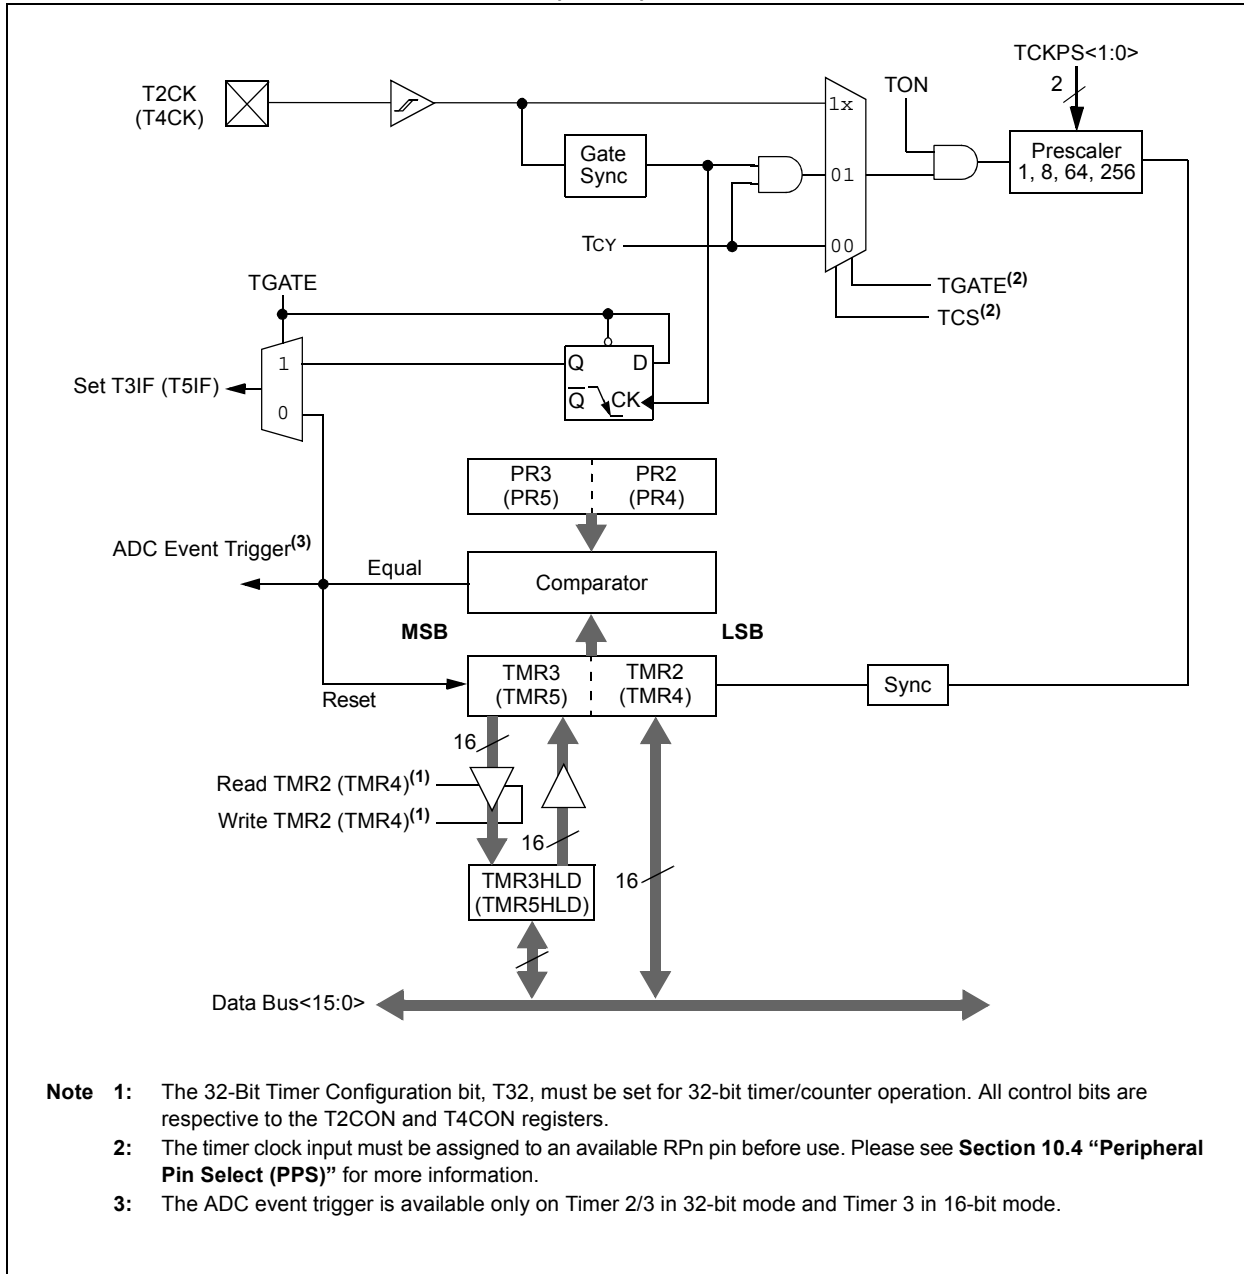 TCKPS<1:0>
2
T2CK
(T4CK)
TON
1x
Gate
Sync
Prescaler
1, 8, 64, 256
01
TCY
00
TGATE
TGATE(2)
TCS(2)
1
Q D
Set T3IF (T5IF)
Q CK
0
PR3 PR2
(PR5) (PR4)
ADC Event Trigger(3)
Equal
Comparator
MSB LSB
TMR3 TMR2
(TMR5) (TMR4)
Sync
Reset
16
Read TMR2 (TMR4)(1)
Write TMR2 (TMR4)(1)
16
TMR3HLD
(TMR5HLD)
16
Data Bus<15:0>
Note 1: The 32-Bit Timer Configuration bit, T32, must be set for 32-bit timer/counter operation. All control bits are
respective to the T2CON and T4CON registers.
2: The timer clock input must be assigned to an available RPn pin before use. Please see Section 10.4 “Peripheral
Pin Select (PPS)” for more information.
3: The ADC event trigger is available only on Timer 2/3 in 32-bit mode and Timer 3 in 16-bit mode.